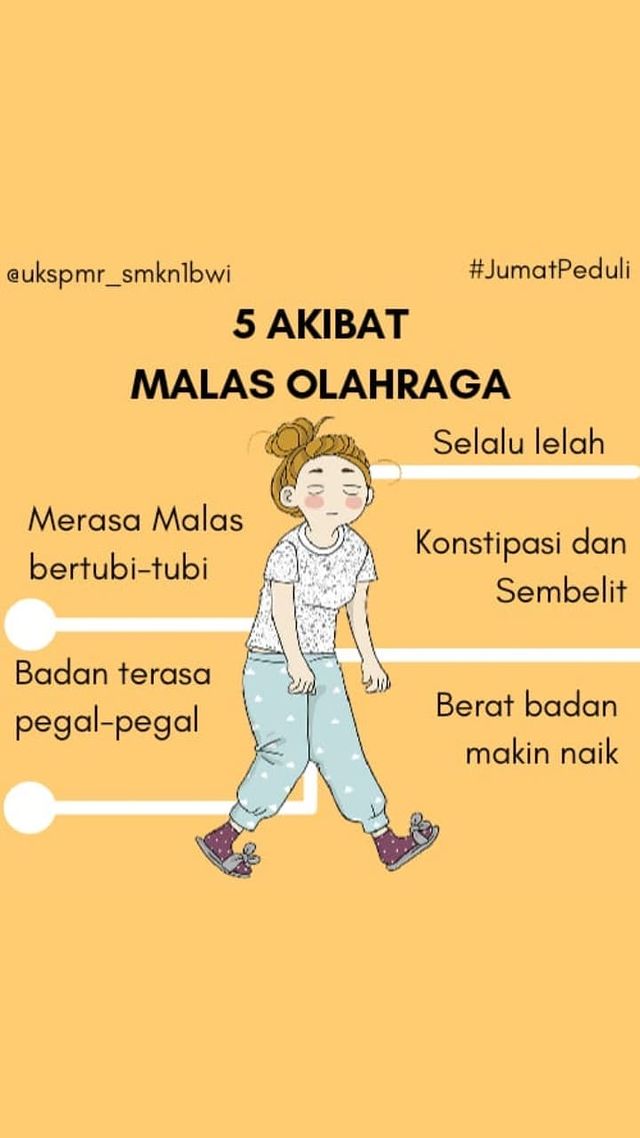 @ukspmr_smkn1bwi
#JumatPeduli
5 AKIBAT
MALAS OLAHRAGA
Selalu lelah
Merasa Malas
bertubi-tubi
Konstipasi dan
Sembelit
Badan terasa
pegal-pegal
Berat badan
makin naik